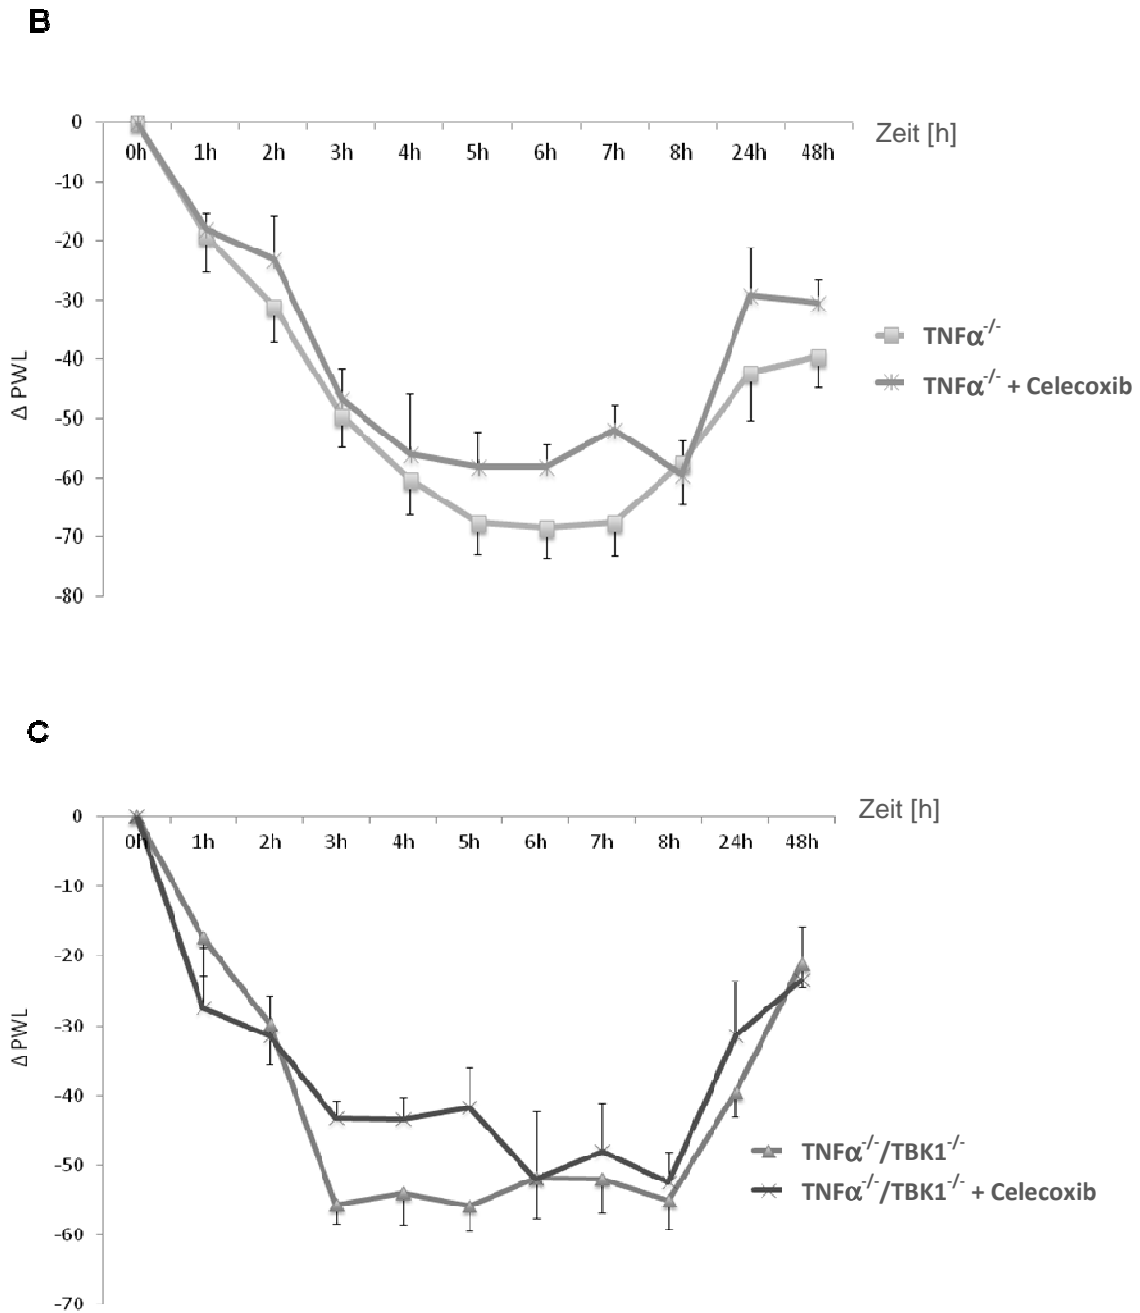 B
0
Zeit [h]
0h 1h 2h 3h 4h 5h 6h 7h 8h 24h 48h
-10
-20
-30
-40
-50
-60
-70
-80
Δ PWL
TNFα-/-
TNFα-/- + Celecoxib
C
0
Zeit [h]
0h 1h 2h 3h 4h 5h 6h 7h 8h 24h 48h
-10
-20
-30
-40
-50
-60
-70
Δ PWL
TNFα-/-/TBK1-/-
TNFα-/-/TBK1-/- + Celecoxib